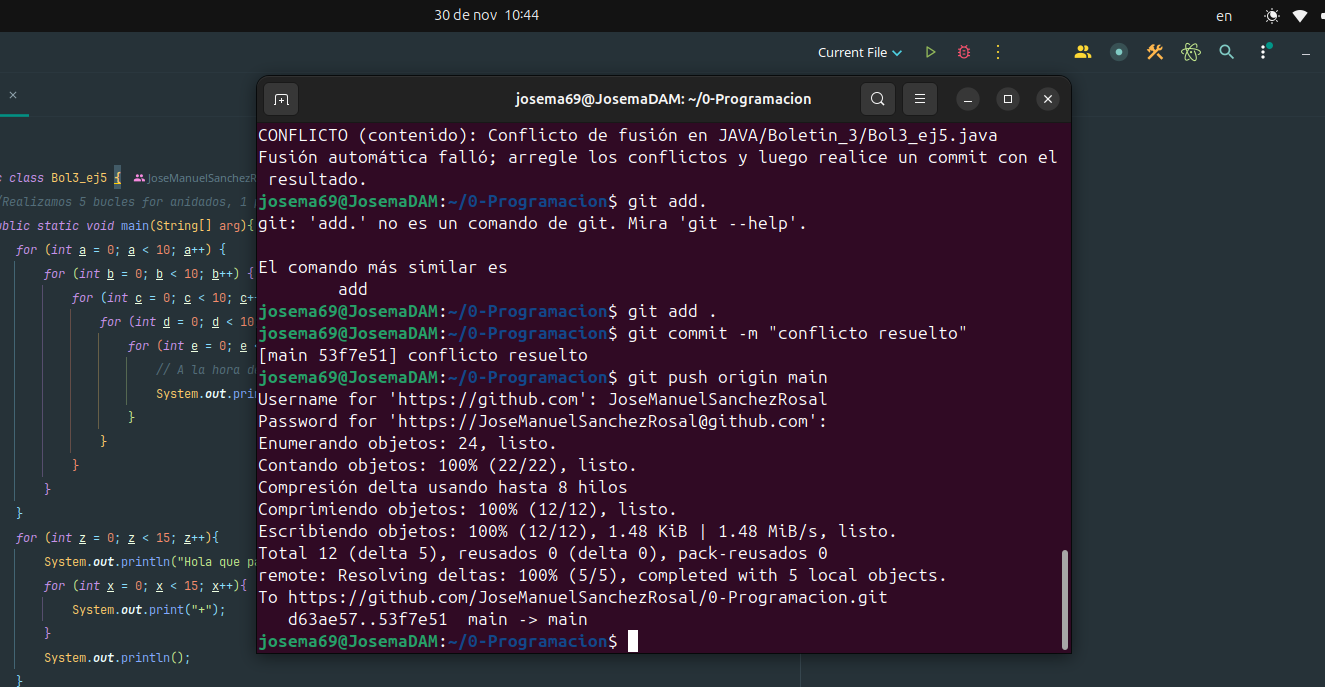 30 de nov 10:44
en
Current File
josema69@JosemaDAM: ~/0-Programacion
class Bol3_ej5 { JoseManuelSanchezR
Realizamos 5 bucles for anidados, 1
static void main(String[] arg){
for (int a = 0; a < 10; a++) {
for (int b = 0; b < 10; b++) {
for (int c = 0; c < 10; c+
for (int d = 0; d < 10
for (int e = 0; e
// A la hora d
System.out.pri
}
}
}
}
}
for (int z = 0; z < 15; z++){
System.out.println("Hola que p
for (int x = 0; x < 15; x++){
System.out.print("+");
}
System.out.println();
}
CONFLICTO (contenido): Conflicto de fusión en JAVA/Boletin_3/Bol3_ej5.java
Fusión automática falló; arregle los conflictos y luego realice un commit con el
resultado.
josema69@JosemaDAM:~/0-Programacion$ git add.
git: 'add.' no es un comando de git. Mira 'git --help'.
El comando más similar es
add
josema69@JosemaDAM:~/0-Programacion$ git add .
josema69@JosemaDAM:~/0-Programacion$ git commit -m "conflicto resuelto"
[main 53f7e51] conflicto resuelto
josema69@JosemaDAM:~/0-Programacion$ git push origin main
Username for 'https://github.com': JoseManuelSanchezRosal
Password for 'https://JoseManuelSanchezRosal@github.com':
Enumerando objetos: 24, listo.
Contando objetos: 100% (22/22), listo.
Compresión delta usando hasta 8 hilos
Comprimiendo objetos: 100% (12/12), listo.
Escribiendo objetos: 100% (12/12), 1.48 KiB | 1.48 MiB/s, listo.
Total 12 (delta 5), reusados 0 (delta 0), pack-reusados 0
remote: Resolving deltas: 100% (5/5), completed with 5 local objects.
To https://github.com/JoseManuelSanchezRosal/0-Programacion.git
d63ae57..53f7e51 main -> main
josema69@JosemaDAM:~/0-Programacion$